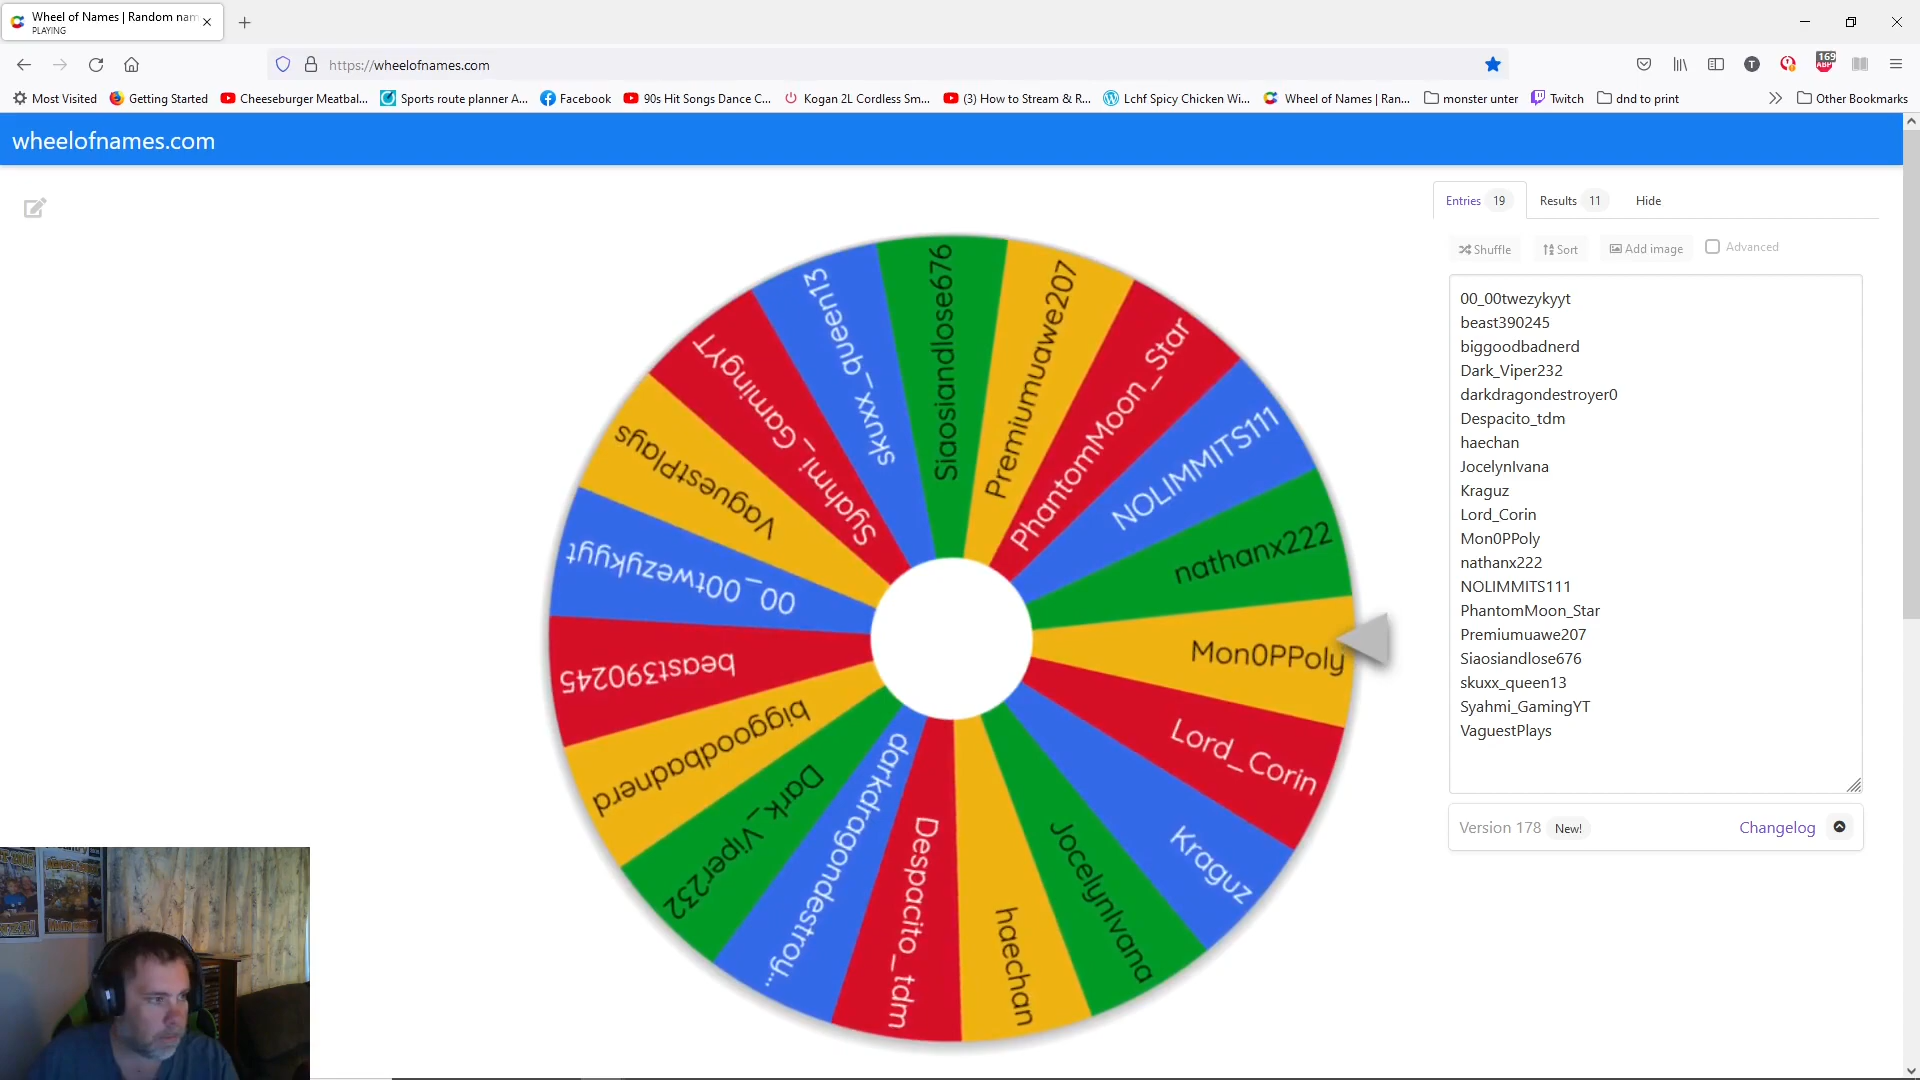 Wheel of Names | Random nam
PLAYING
https://wheelofnames.com
169
ABP
Most Visited
Getting Started
Cheeseburger Meatbal...
Sports route planner A...
Facebook
90s Hit Songs Dance C...
Kogan 2L Cordless Sm...
(3) How to Stream & R...
Lchf Spicy Chicken Wi...
Wheel of Names | Ran...
monster unter
Twitch
dnd to print
Other Bookmarks
wheelofnames.com
Entries 19
Results 11
Hide
Shuffle
Sort
Add image
Advanced
00_00twezykyyt
beast390245
biggoodbadnerd
Dark_Viper232
darkdragondestroyer0
Despacito_tdm
haechan
JocelynIvana
Kraguz
Lord_Corin
Mon0PPoly
nathanx222
NOLIMMITS111
PhantomMoon_Star
Premiumuawe207
Siaosiandlose676
skuxx_queen13
Syahmi_GamingYT
VaguestPlays
Version 178 New!
Changelog
Siaosiandlose676
Premiumuawe207
PhantomMoon_Star
NOLIMMITS111
nathanx222
Mon0PPoly
Lord_Corin
Kraguz
JocelynIvana
haechan
Despacito_tdm
darkdragondestroy...
Dark_Viper232
biggoodbadnerd
beast390245
00_00twezykyyt
VaguestPlays
Syahmi_GamingYT
skuxx_queen13